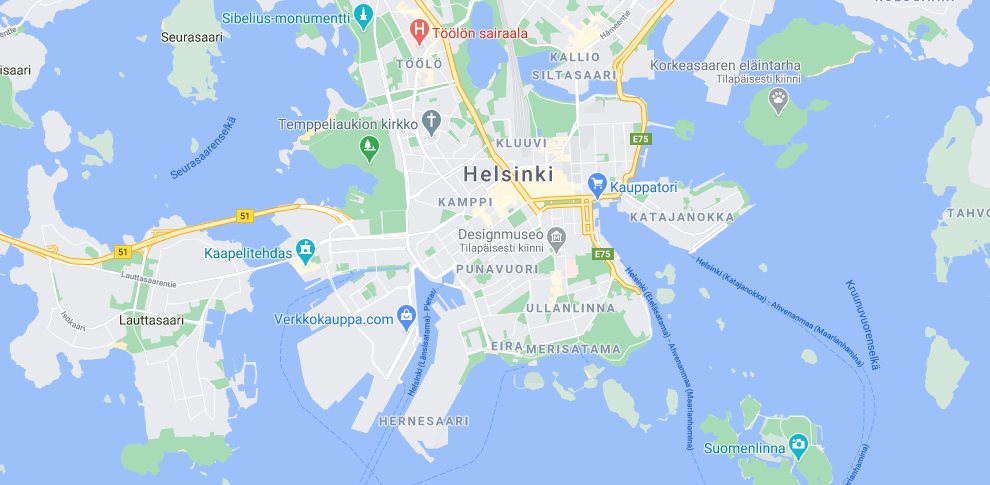 Sibelius-monumentti
Seurasaari
Töölön sairaala
Hämeentie
TÖÖLÖ
KALLIO
SILTASAARI
Korkeasaaren eläintarha
Tilapäisesti kiinni
isaari
Temppeliaukion kirkko
Seurasaarenselkä
KLUUVI
E75
Helsinki
Kauppatori
KAMPPI
KATAJANOKKA
TAHVO
51
51
Kaapelitehdas
Designmuseo
Tilapäisesti kiinni
E75
PUNAVUORI
Lauttasaarentie
Isokaari
Lauttasaari
Verkkokauppa.com
ULLANLINNA
EIRA
MERISATAMA
HERNESAARI
Helsinki (Länsisatama) - Pietari
Helsinki (Eteläsatama) - Ahvenanmaa (Maarianhamina)
Helsinki (Katajanokka) - Ahvenanmaa (Maarianhamina)
Kruunuvuorenselkä
Suomenlinna